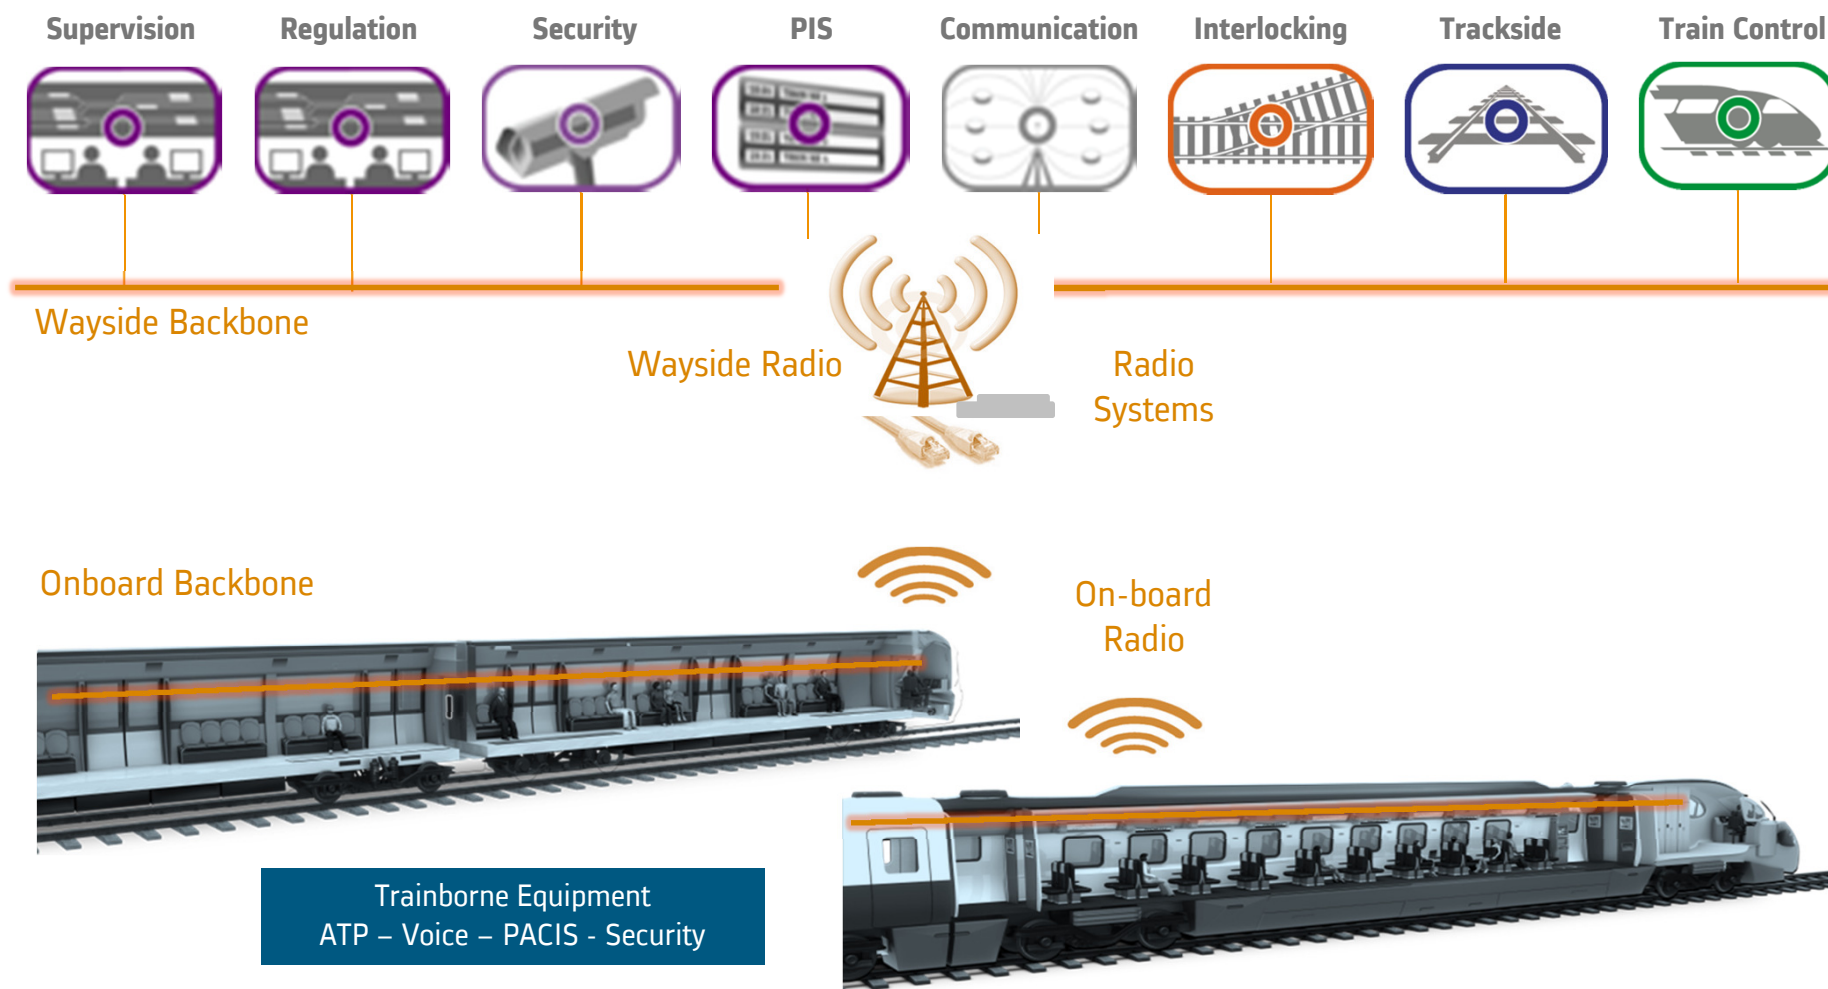 Supervision
Regulation
Security
PIS
Communication
Interlocking
Trackside
Train Control
Wayside Backbone
Wayside Radio
Radio
Systems
Onboard Backbone
On-board
Radio
Trainborne Equipment
ATP – Voice – PACIS - Security